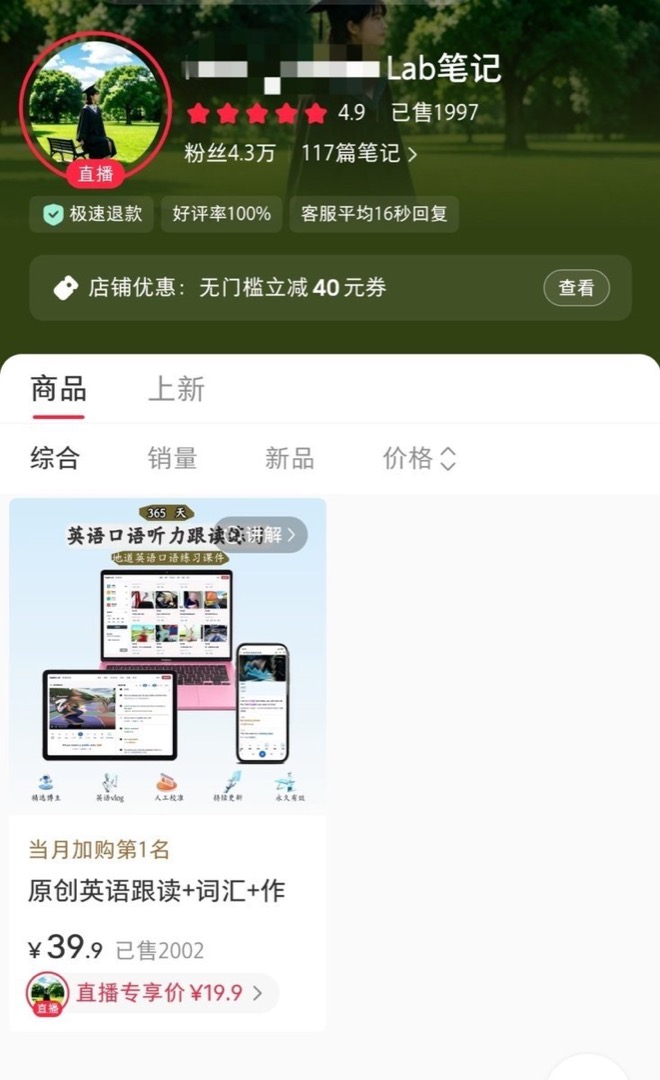 Lab笔记
4.9 已售1997
粉丝4.3万 117篇笔记
直播
极速退款 好评率100% 客服平均16秒回复
店铺优惠：无门槛立减40元券 查看
商品 上新
综合 销量 新品 价格
365 天
英语口语听力跟读练习
讲解
地道英语口语练习课件
精选博主 英语vlog 人工校准 持续更新 永久有效
当月加购第1名
原创英语跟读+词汇+作
¥39.9 已售2002
直播专享价¥19.9
直播